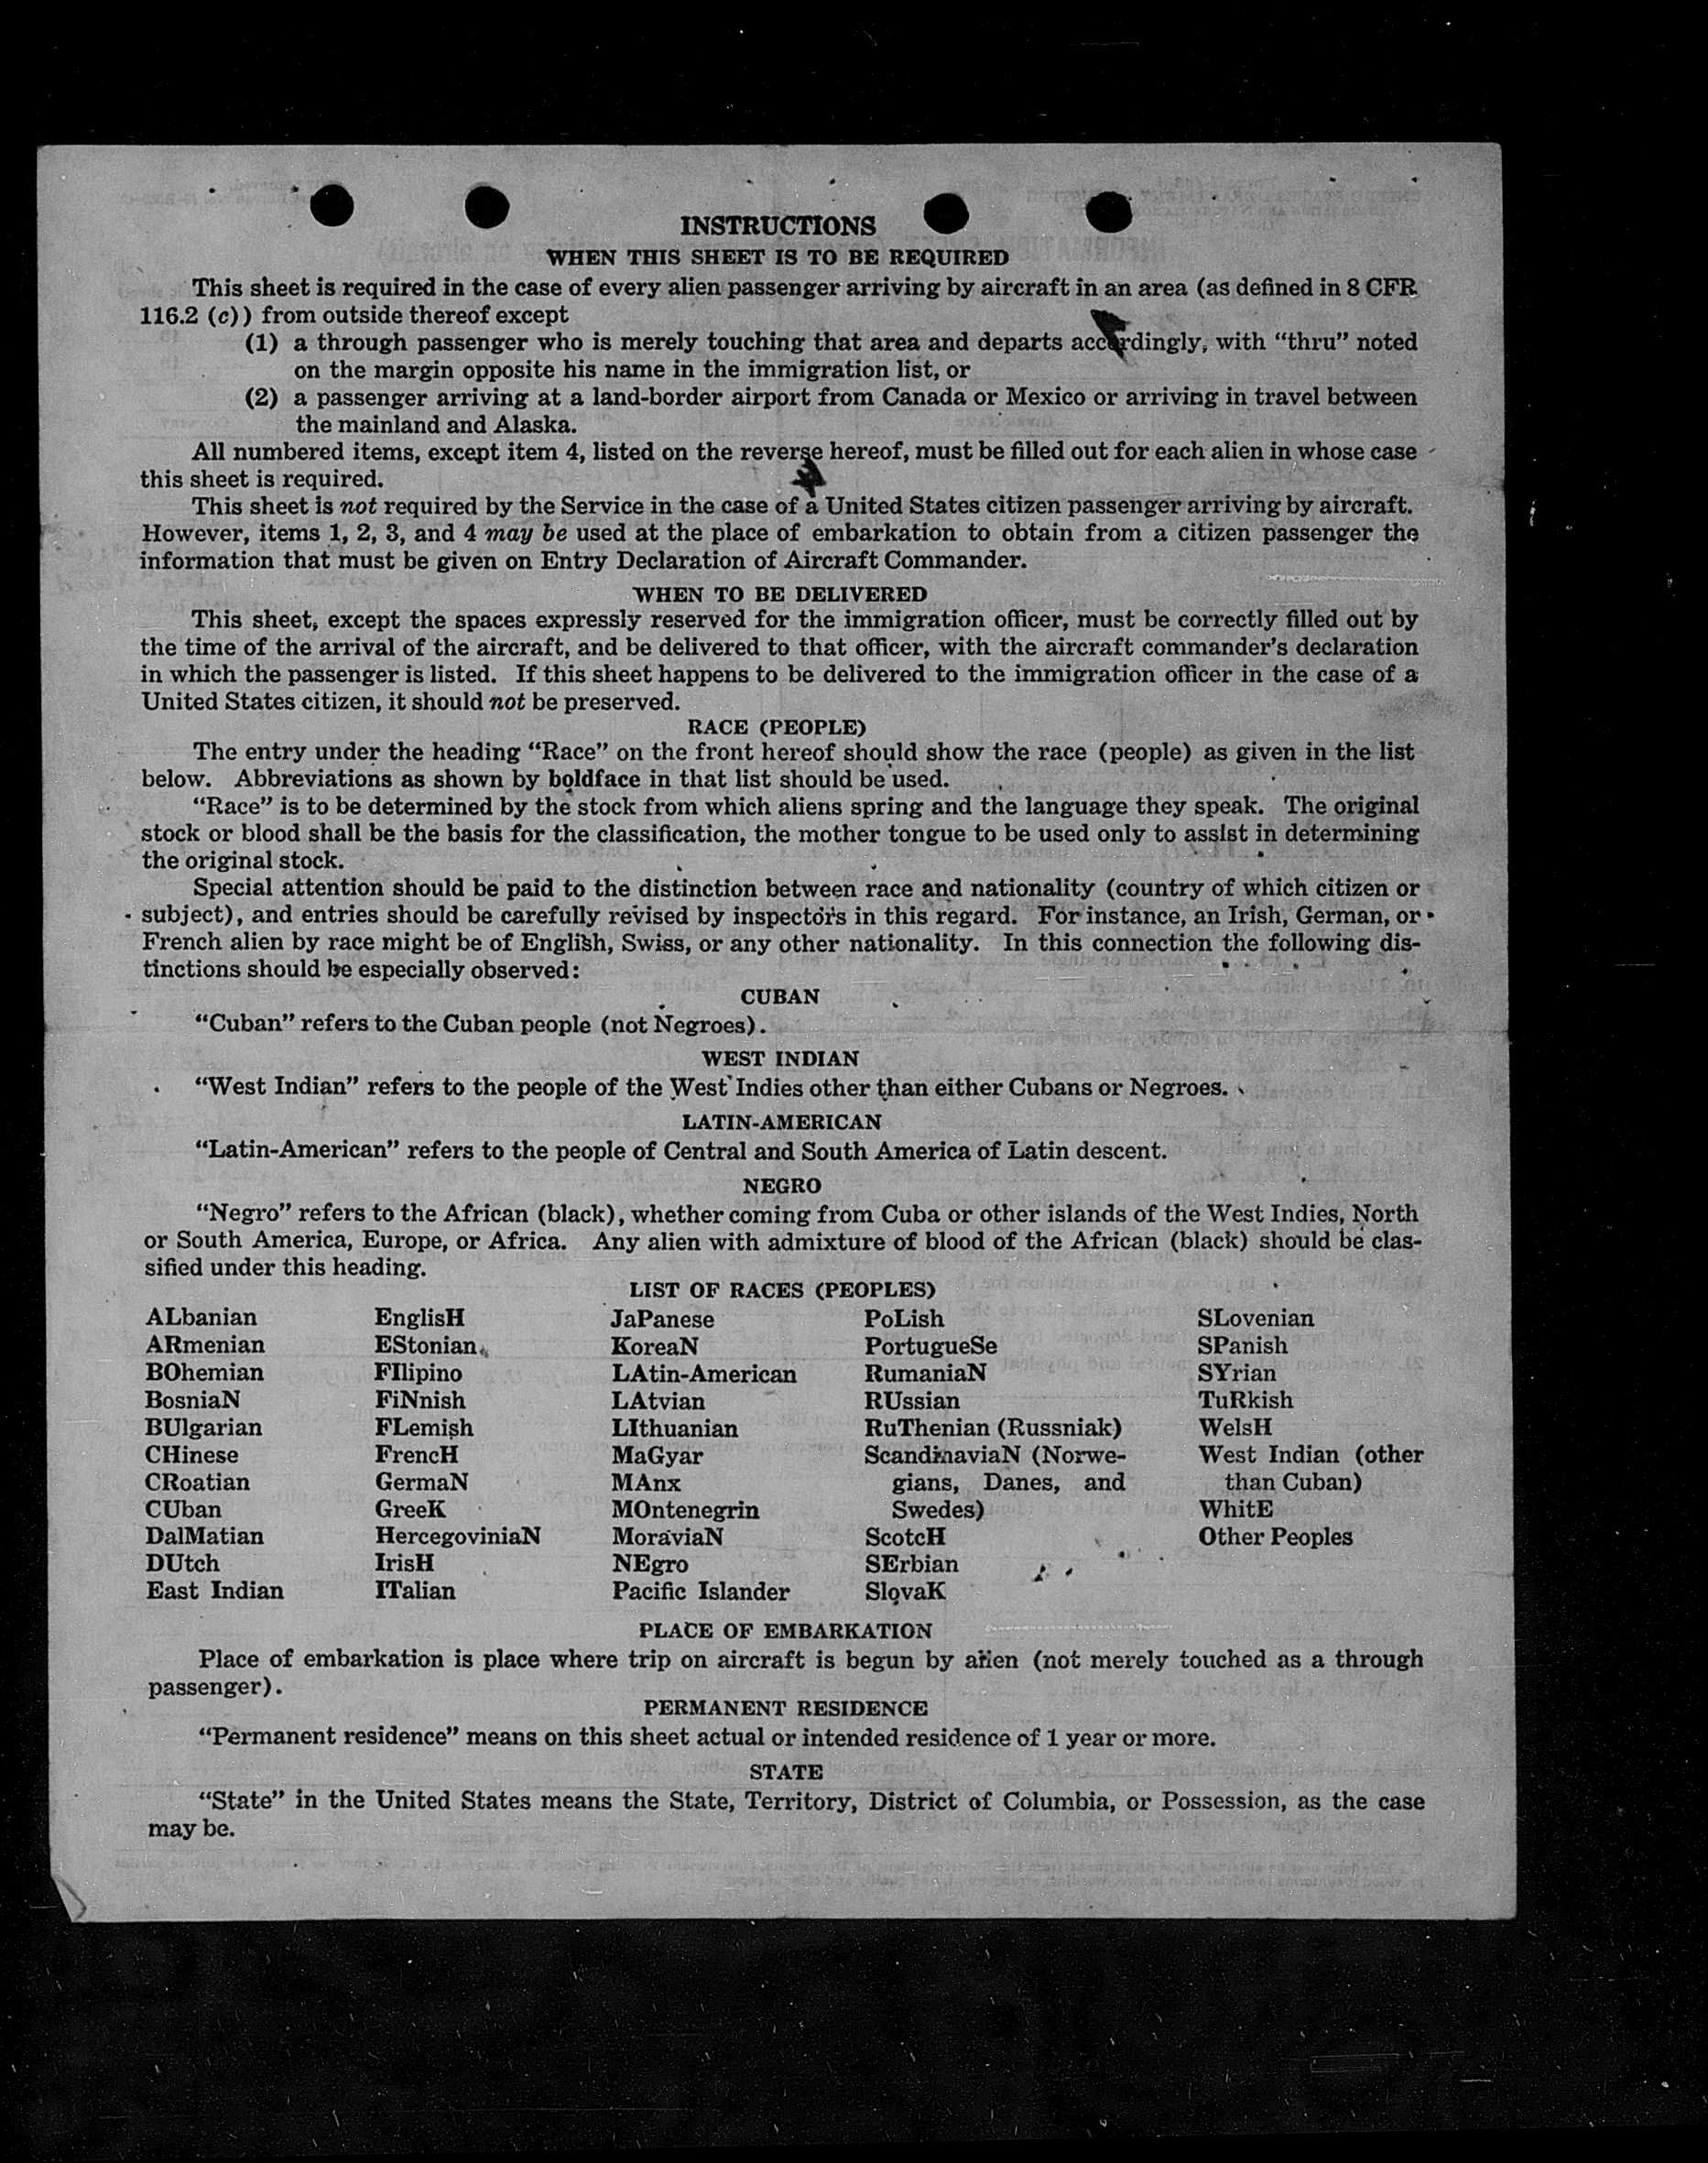 INSTRUCTIONS
WHEN THIS SHEET IS TO BE REQUIRED
This sheet is required in the case of every alien passenger arriving by aircraft in an area (as defined in 8 CFR
116.2 (c)) from outside thereof except
(1) a through passenger who is merely touching that area and departs accordingly, with “thru” noted
on the margin opposite his name in the immigration list, or
(2) a passenger arriving at a land-border airport from Canada or Mexico or arriving in travel between
the mainland and Alaska.
All numbered items, except item 4, listed on the reverse hereof, must be filled out for each alien in whose case
this sheet is required.
This sheet is not required by the Service in the case of a United States citizen passenger arriving by aircraft.
However, items 1, 2, 3, and 4 may be used at the place of embarkation to obtain from a citizen passenger the
information that must be given on Entry Declaration of Aircraft Commander.
WHEN TO BE DELIVERED
This sheet, except the spaces expressly reserved for the immigration officer, must be correctly filled out by
the time of the arrival of the aircraft, and be delivered to that officer, with the aircraft commander’s declaration
in which the passenger is listed. If this sheet happens to be delivered to the immigration officer in the case of a
United States citizen, it should not be preserved.
RACE (PEOPLE)
The entry under the heading “Race” on the front hereof should show the race (people) as given in the list
below. Abbreviations as shown by boldface in that list should be used.
“Race” is to be determined by the stock from which aliens spring and the language they speak. The original
stock or blood shall be the basis for the classification, the mother tongue to be used only to assist in determining
the original stock.
Special attention should be paid to the distinction between race and nationality (country of which citizen or
subject), and entries should be carefully revised by inspectors in this regard. For instance, an Irish, German, or
French alien by race might be of English, Swiss, or any other nationality. In this connection the following dis-
tinctions should be especially observed:
CUBAN
“Cuban” refers to the Cuban people (not Negroes).
WEST INDIAN
“West Indian” refers to the people of the West Indies other than either Cubans or Negroes.
LATIN-AMERICAN
“Latin-American” refers to the people of Central and South America of Latin descent.
NEGRO
“Negro” refers to the African (black), whether coming from Cuba or other islands of the West Indies, North
or South America, Europe, or Africa. Any alien with admixture of blood of the African (black) should be clas-
sified under this heading.
LIST OF RACES (PEOPLES)
ALbanian
ARmenian
BOhemian
BosniaN
BUlgarian
CHinese
CRoatian
CUban
DalMatian
DUtch
East Indian
EnglisH
EStonian
FIlipino
FiNnish
FLemish
FrencH
GermaN
GreeK
HercegoviniaN
IrisH
ITalian
JaPanese
KoreaN
LAtin-American
LAtvian
LIthuanian
MaGyar
MAnx
MOntenegrin
MoraviaN
NEgro
Pacific Islander
PoLish
PortugueSe
RumaniaN
RUssian
RuThenian (Russniak)
ScandinaviaN (Norwe-
gians, Danes, and
Swedes)
ScotcH
SErbian
SlovaK
SLovenian
SPanish
SYrian
TuRkish
WelsH
West Indian (other
than Cuban)
WhitE
Other Peoples
PLACE OF EMBARKATION
Place of embarkation is place where trip on aircraft is begun by alien (not merely touched as a through
passenger).
PERMANENT RESIDENCE
“Permanent residence” means on this sheet actual or intended residence of 1 year or more.
STATE
“State” in the United States means the State, Territory, District of Columbia, or Possession, as the case
may be.